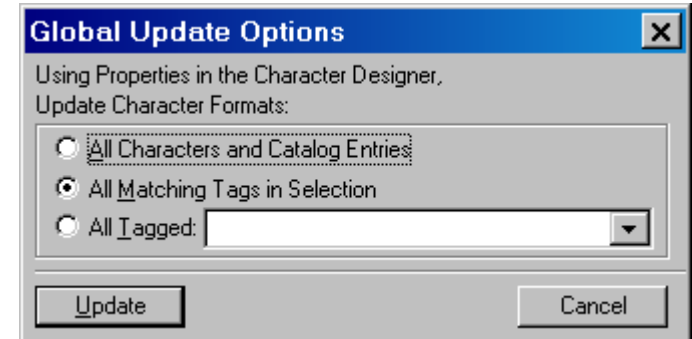 Global Update Options
Using Properties in the Character Designer,
Update Character Formats:
All Characters and Catalog Entries
All Matching Tags in Selection
All Tagged:
Update Cancel